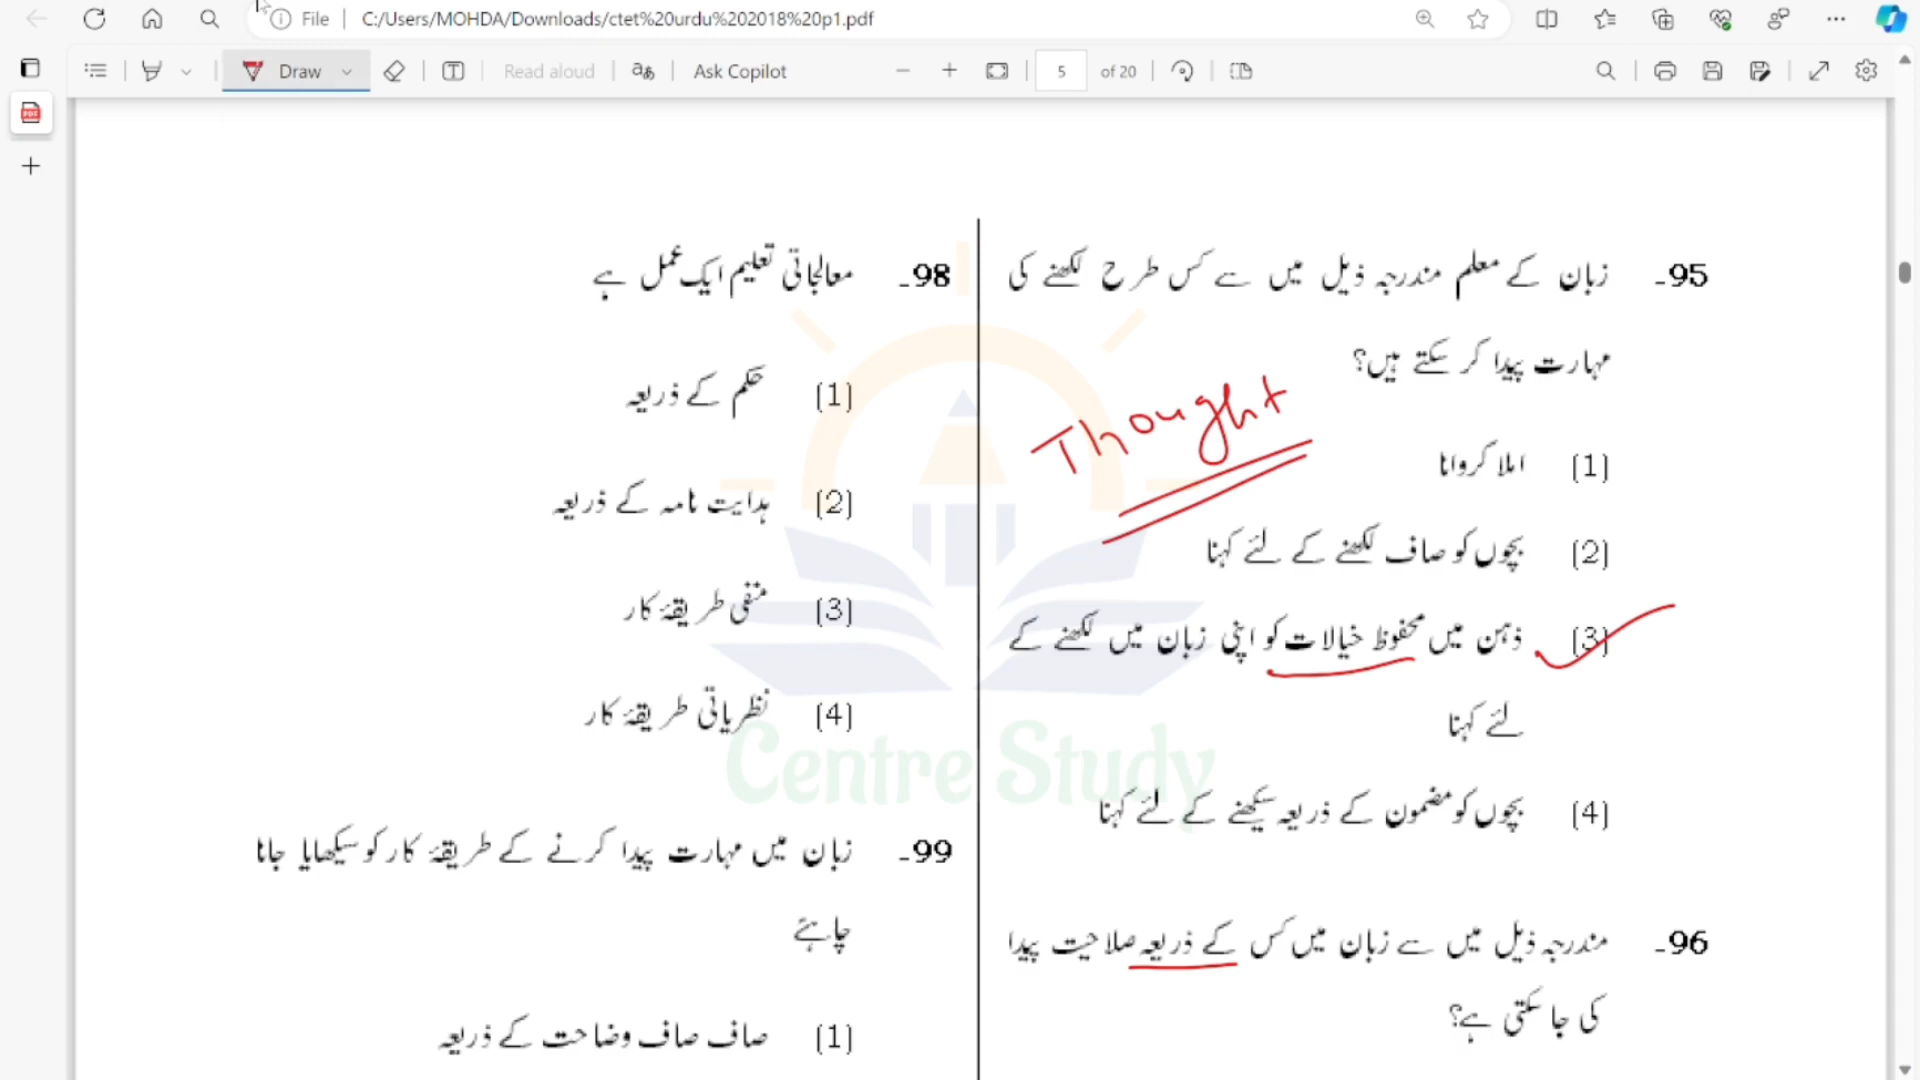 File
C:/Users/MOHDA/Downloads/ctet%20urdu%202018%20p1.pdf
Draw
Read aloud
Ask Copilot
5
of 20
95- زبان کے معلم مندرجہ ذیل میں سے کس طرح لکھنے کی
مہارت پیدا کر سکتے ہیں؟
Thought
(1) املا کروانا
(2) بچوں کو صاف لکھنے کے لئے کہنا
(3) ذہن میں محفوظ خیالات کو اپنی زبان میں لکھنے کے
لئے کہنا
(4) بچوں کو مضمون کے ذریعہ سیکھنے کے لئے کہنا
96- مندرجہ ذیل میں سے زبان میں کس کے ذریعہ صلاحیت پیدا
کی جا سکتی ہے؟
98- معالجاتی تعلیم ایک عمل ہے
(1) حکم کے ذریعہ
(2) ہدایت نامہ کے ذریعہ
(3) منفی طریقۂ کار
(4) نظریاتی طریقۂ کار
99- زبان میں مہارت پیدا کرنے کے طریقۂ کار کو سیکھایا جانا
چاہئے
(1) صاف صاف وضاحت کے ذریعہ
Centre Study